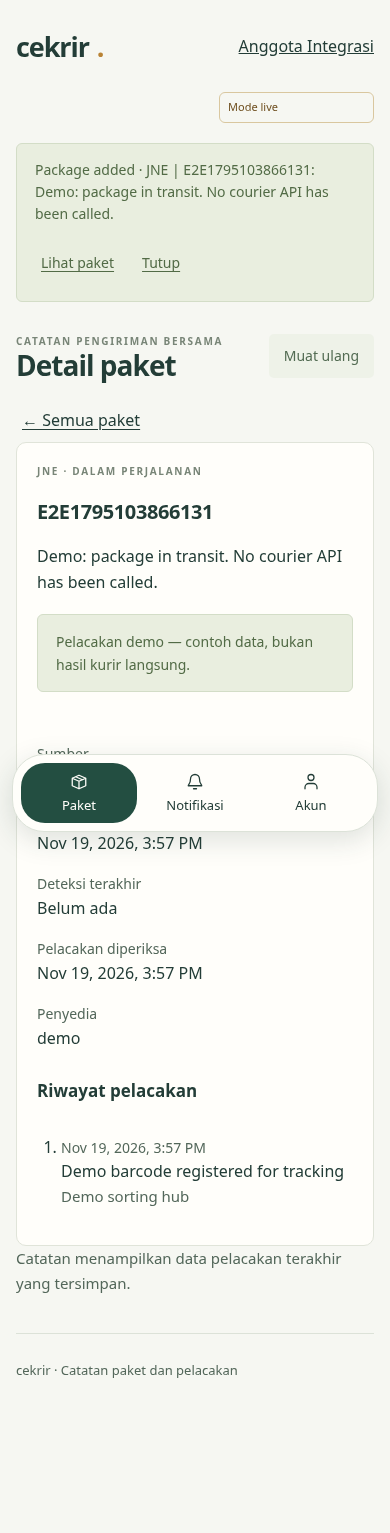 cekrir .
Anggota Integrasi
Mode live
Package added · JNE | E2E1795103866131:
Demo: package in transit. No courier API has
been called.
Lihat paket Tutup
CATATAN PENGIRIMAN BERSAMA
Detail paket
Muat ulang
← Semua paket
JNE · DALAM PERJALANAN
E2E1795103866131
Demo: package in transit. No courier API
has been called.
Pelacakan demo — contoh data, bukan
hasil kurir langsung.
Sumber
Paket Notifikasi Akun
Nov 19, 2026, 3:57 PM
Deteksi terakhir
Belum ada
Pelacakan diperiksa
Nov 19, 2026, 3:57 PM
Penyedia
demo
Riwayat pelacakan
1. Nov 19, 2026, 3:57 PM
Demo barcode registered for tracking
Demo sorting hub
Catatan menampilkan data pelacakan terakhir
yang tersimpan.
cekrir · Catatan paket dan pelacakan